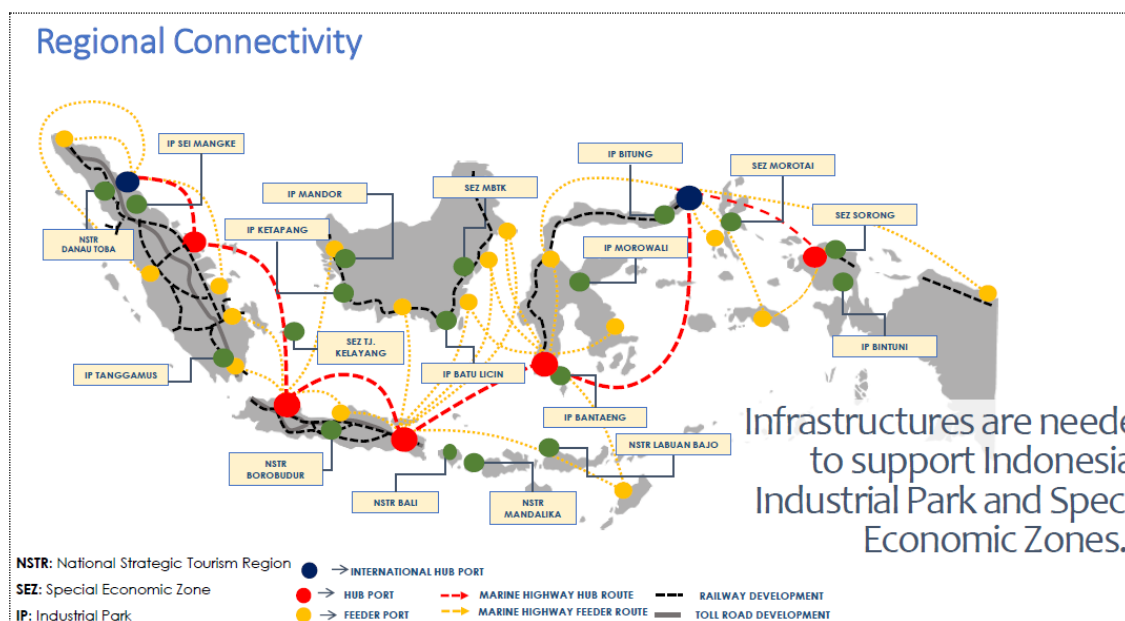 Regional Connectivity
IP SEI MANGKE
IP MANDOR
IP KETAPANG
SEZ MBTK
IP BITUNG
SEZ MOROTAI
SEZ SORONG
NSTR
DANAU TOBA
IP MOROWALI
SEZ TJ.
KELAYANG
IP TANGGAMUS
IP BATU LICIN
IP BINTUNI
IP BANTAENG
NSTR LABUAN BAJO
NSTR
BOROBUDUR
NSTR BALI
NSTR
MANDALIKA
Infrastructures are neede
to support Indonesia
Industrial Park and Spec
Economic Zones.
NSTR: National Strategic Tourism Region
SEZ: Special Economic Zone
IP: Industrial Park
INTERNATIONAL HUB PORT
HUB PORT
FEEDER PORT
MARINE HIGHWAY HUB ROUTE
MARINE HIGHWAY FEEDER ROUTE
RAILWAY DEVELOPMENT
TOLL ROAD DEVELOPMENT